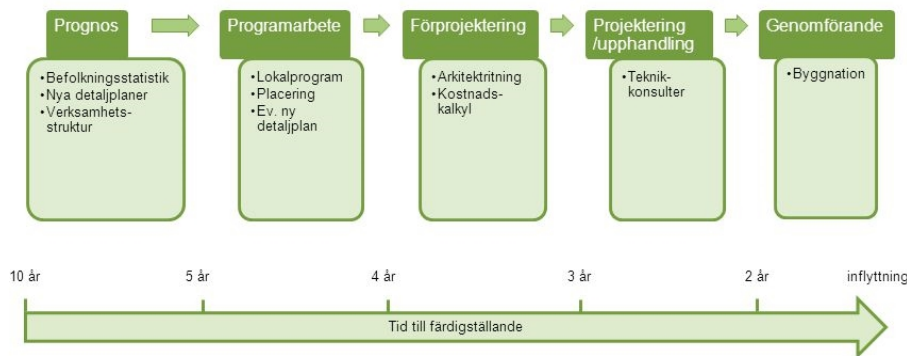 Prognos
•Befolkningsstatistik
•Nya detaljplaner
•Verksamhets-
struktur
Programarbete
•Lokalprogram
•Placering
•Ev. ny
detaljplan
Förprojektering
•Arkitektritning
•Kostnads-
kalkyl
Projektering
/upphandling
•Teknik-
konsulter
Genomförande
•Byggnation
10 år
5 år
4 år
3 år
2 år
inflyttning
Tid till färdigställande